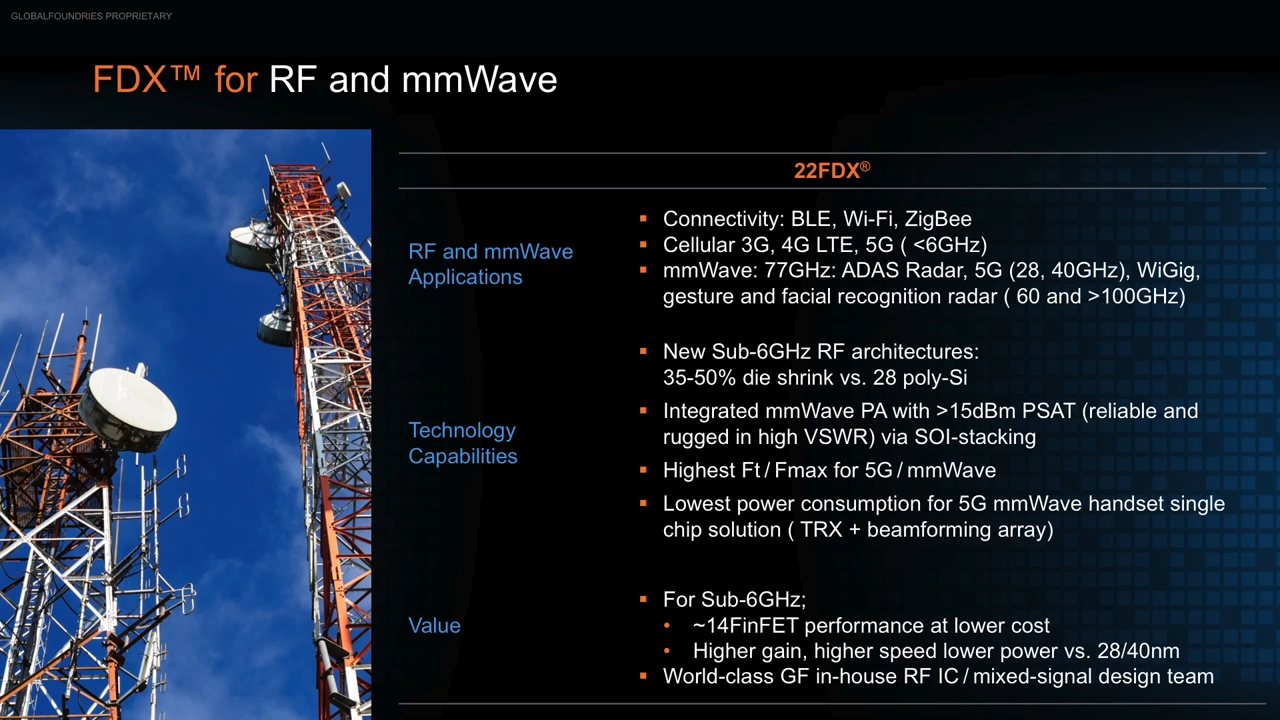 GLOBALFOUNDRIES PROPRIETARY
FDX™ for RF and mmWave
22FDX®
RF and mmWave
Applications
▪ Connectivity: BLE, Wi-Fi, ZigBee
▪ Cellular 3G, 4G LTE, 5G ( <6GHz)
▪ mmWave: 77GHz: ADAS Radar, 5G (28, 40GHz), WiGig,
gesture and facial recognition radar ( 60 and >100GHz)
Technology
Capabilities
▪ New Sub-6GHz RF architectures:
35-50% die shrink vs. 28 poly-Si
▪ Integrated mmWave PA with >15dBm PSAT (reliable and
rugged in high VSWR) via SOI-stacking
▪ Highest Ft / Fmax for 5G / mmWave
▪ Lowest power consumption for 5G mmWave handset single
chip solution ( TRX + beamforming array)
Value
▪ For Sub-6GHz;
• ~14FinFET performance at lower cost
• Higher gain, higher speed lower power vs. 28/40nm
▪ World-class GF in-house RF IC / mixed-signal design team